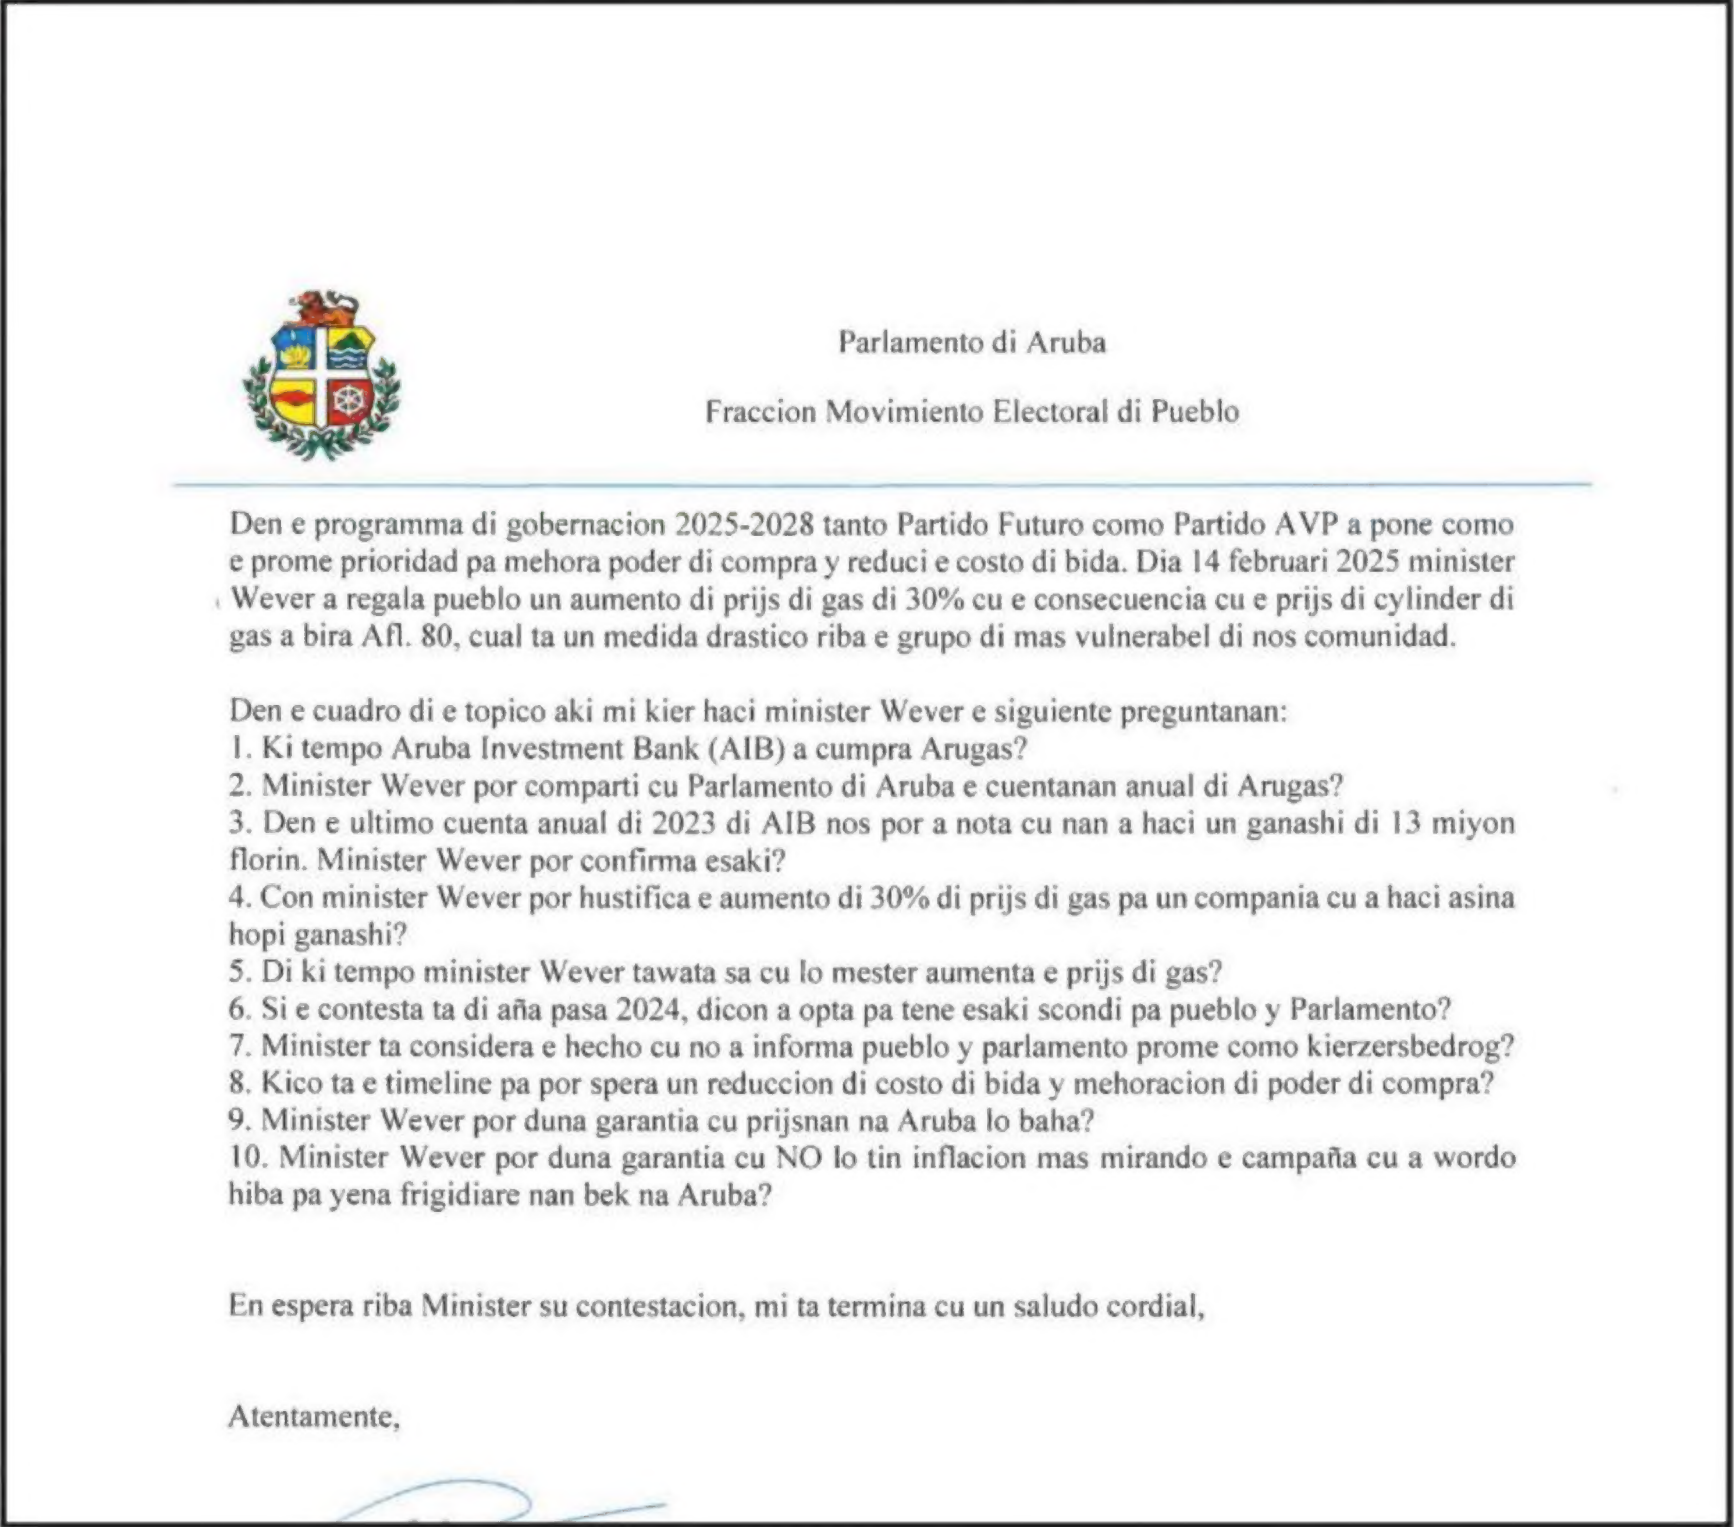 Parlamento di Aruba
Fraccion Movimiento Electoral di Pueblo
Den e programma di gobernacion 2025-2028 tanto Partido Futuro como Partido AVP a pone como
e prome prioridad pa mehora poder di compra y reduci e costo di bida. Dia 14 februari 2025 minister
Wever a regala pueblo un aumento di prijs di gas di 30% cu e consecuencia cu e prijs di cylinder di
gas a bira Afl. 80, cual ta un medida drastico riba e grupo di mas vulnerabel di nos comunidad.
Den e cuadro di e topico aki mi kier haci minister Wever e siguiente preguntanan:
1. Ki tempo Aruba Investment Bank (AIB) a cumpra Arugas?
2. Minister Wever por comparti cu Parlamento di Aruba e cuentanan anual di Arugas?
3. Den e ultimo cuenta anual di 2023 di AIB nos por a nota cu nan a haci un ganashi di 13 miyon
florin. Minister Wever por confirma esaki?
4. Con minister Wever por hustifica e aumento di 30% di prijs di gas pa un compania cu a haci asina
hopi ganashi?
5. Di ki tempo minister Wever tawata sa cu lo mester aumenta e prijs di gas?
6. Si e contesta ta di aña pasa 2024, dicon a opta pa tene esaki scondi pa pueblo y Parlamento?
7. Minister ta considera e hecho cu no a informa pueblo y parlamento prome como kierzersbedrog?
8. Kico ta e timeline pa por spera un reduccion di costo di bida y mehoracion di poder di compra?
9. Minister Wever por duna garantia cu prijsnan na Aruba lo baha?
10. Minister Wever por duna garantia cu NO lo tin inflacion mas mirando e campaña cu a wordo
hiba pa yena frigidiare nan bek na Aruba?
En espera riba Minister su contestacion, mi ta termina cu un saludo cordial,
Atentamente,